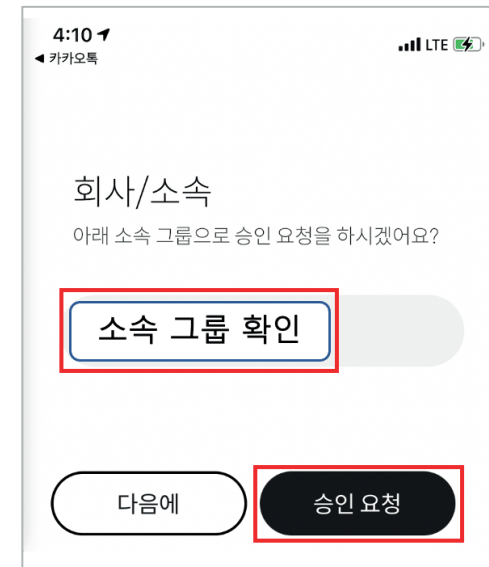 4:10
LTE
◀ 카카오톡
회사/소속
아래 소속 그룹으로 승인 요청을 하시겠어요?
소속 그룹 확인
다음에
승인 요청